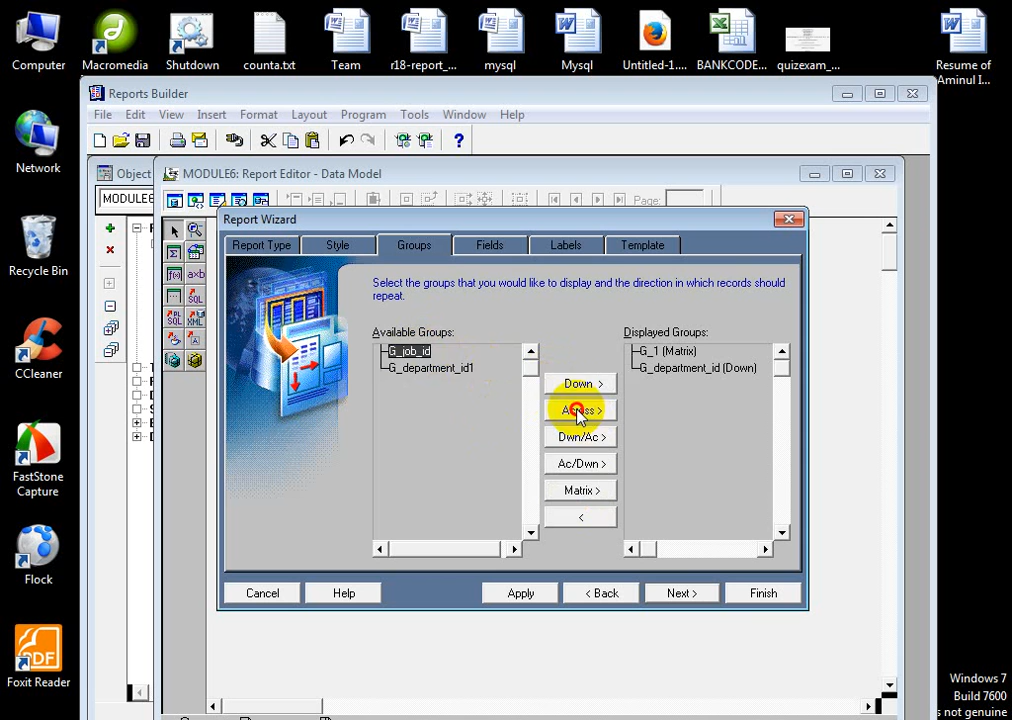 Computer
Macromedia
Shutdown
counta.txt
Team
r18-report_...
mysql
Mysql
Untitled-1....
BANKCODE...
quizexam_...
Resume of
Aminul I...
Network
Recycle Bin
CCleaner
FastStone
Capture
Flock
Foxit Reader
Reports Builder
File Edit View Insert Format Layout Program Tools Window Help
Object
MODULE6: Report Editor - Data Model
MODULE6
Page:
Report Wizard
Report Type Style Groups Fields Labels Template
Select the groups that you would like to display and the direction in which records should
repeat.
Available Groups:
Displayed Groups:
G_job_id
G_department_id1
G_1 (Matrix)
G_department_id (Down)
Down >
Across >
Dwn/Ac >
Ac/Dwn >
Matrix >
<
Cancel Help Apply < Back Next > Finish
Windows 7
Build 7600
s not genuine